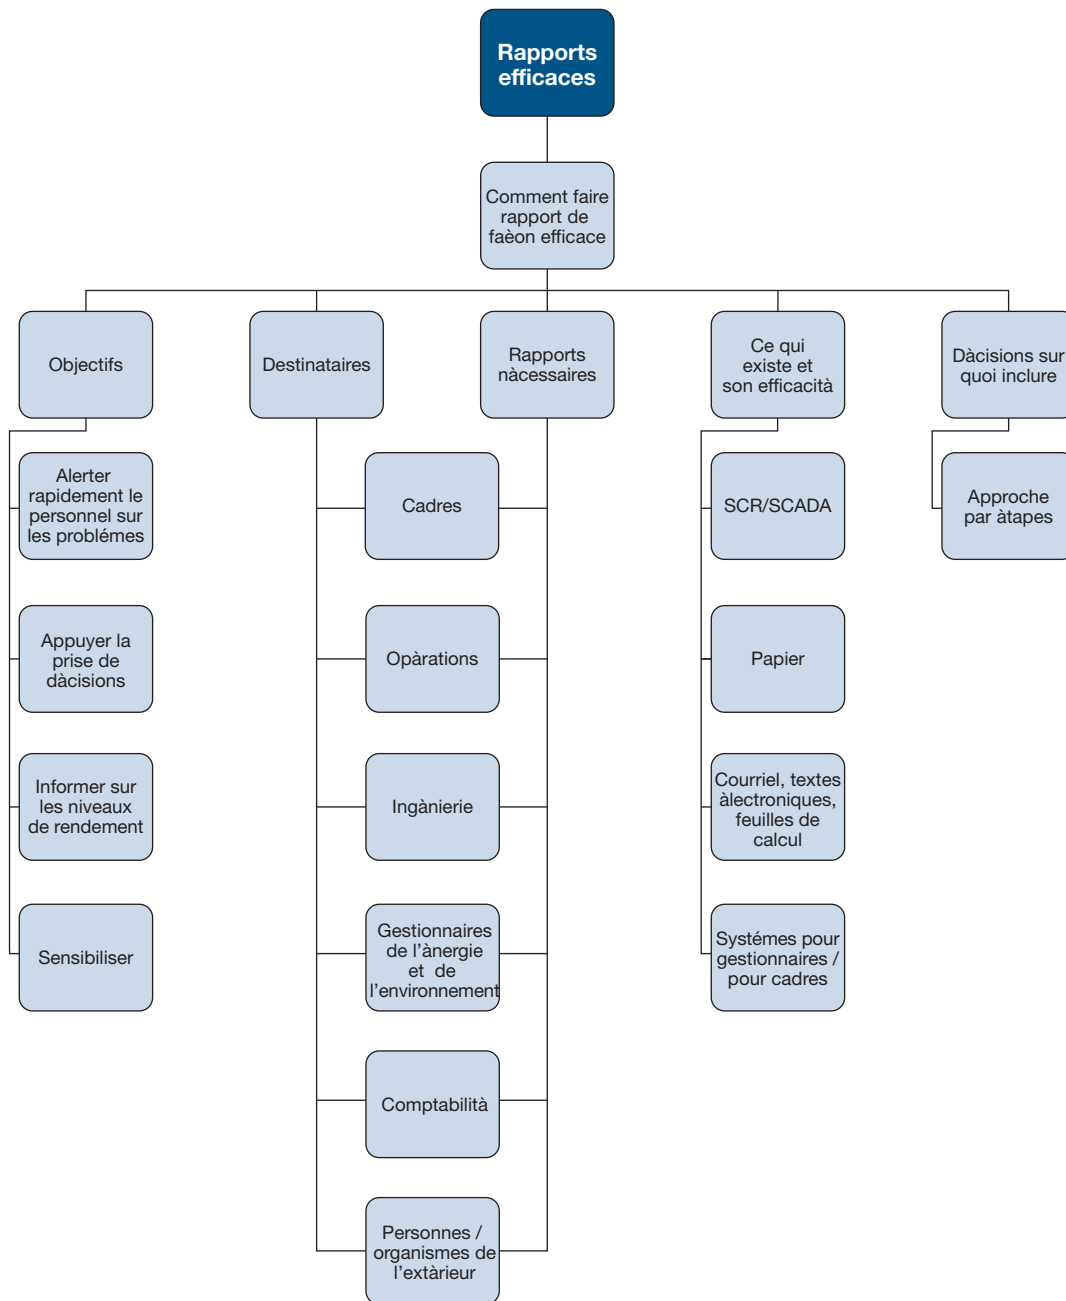 Rapports
efficaces
Comment faire
rapport de
faèon efficace
Objectifs
Destinataires
Rapports
nàcessaires
Ce qui
existe et
son efficacità
Dàcisions sur
quoi inclure
Alerter
rapidement le
personnel sur
les problémes
Cadres
SCR/SCADA
Approche
par àtapes
Appuyer la
prise de
dàcisions
Opàrations
Papier
Informer sur
les niveaux
de rendement
Ingànierie
Courriel, textes
àlectroniques,
feuilles de
calcul
Sensibiliser
Gestionnaires
de l'ànergie
et de
l'environnement
Systémes pour
gestionnaires /
pour cadres
Comptabilità
Personnes /
organismes de
l'extàrieur